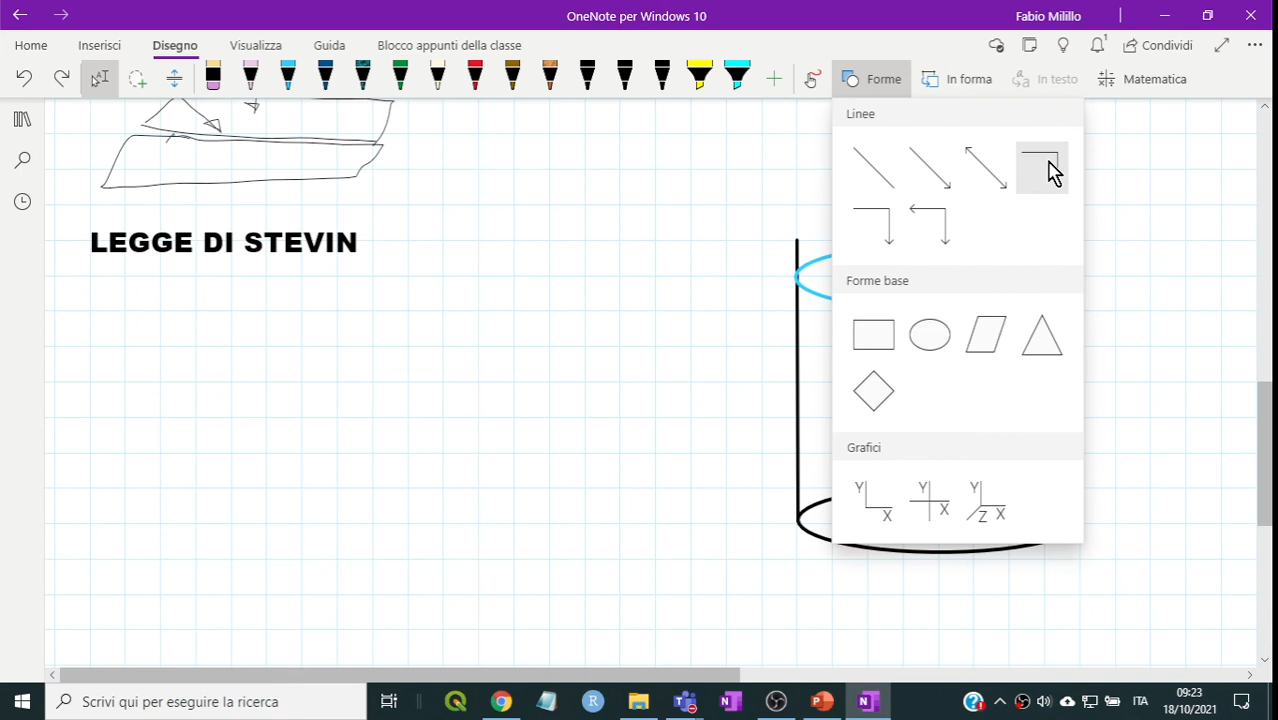 OneNote per Windows 10
Fabio Milillo
Home Inserisci Disegno Visualizza Guida Blocco appunti della classe
Condividi
Forme In forma In testo Matematica
Linee
LEGGE DI STEVIN
Forme base
Grafici
Y X Y X Y Z X
Scrivi qui per eseguire la ricerca
ITA
09:23
18/10/2021